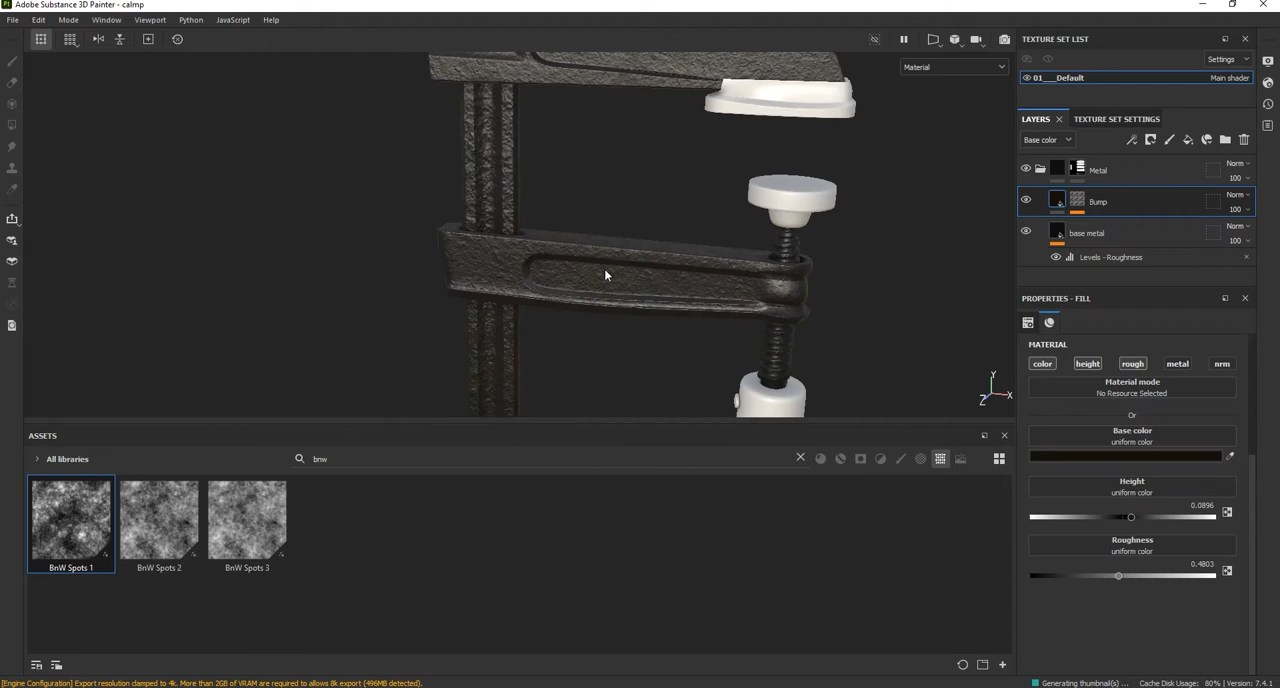 Adobe Substance 3D Painter - calmp
File Edit Mode Window Viewport Python JavaScript Help
Material
TEXTURE SET LIST
Settings
01___Default Main shader
LAYERS TEXTURE SET SETTINGS
Base color
Metal Norm
100
Bump Norm
100
base metal Norm
100
Levels - Roughness
PROPERTIES - FILL
MATERIAL
color height rough metal nrm
Material mode
No Resource Selected
Or
Base color
uniform color
Height
uniform color
0.0896
Roughness
uniform color
0.4803
Y
Z X
ASSETS
All libraries bnw
BnW Spots 1 BnW Spots 2 BnW Spots 3
[Engine Configuration] Export resolution clamped to 4k. More than 2GB of VRAM are required to allows 8k export (496MB detected).
Generating thumbnail(s) ... Cache Disk Usage: 80% | Version: 7.4.1